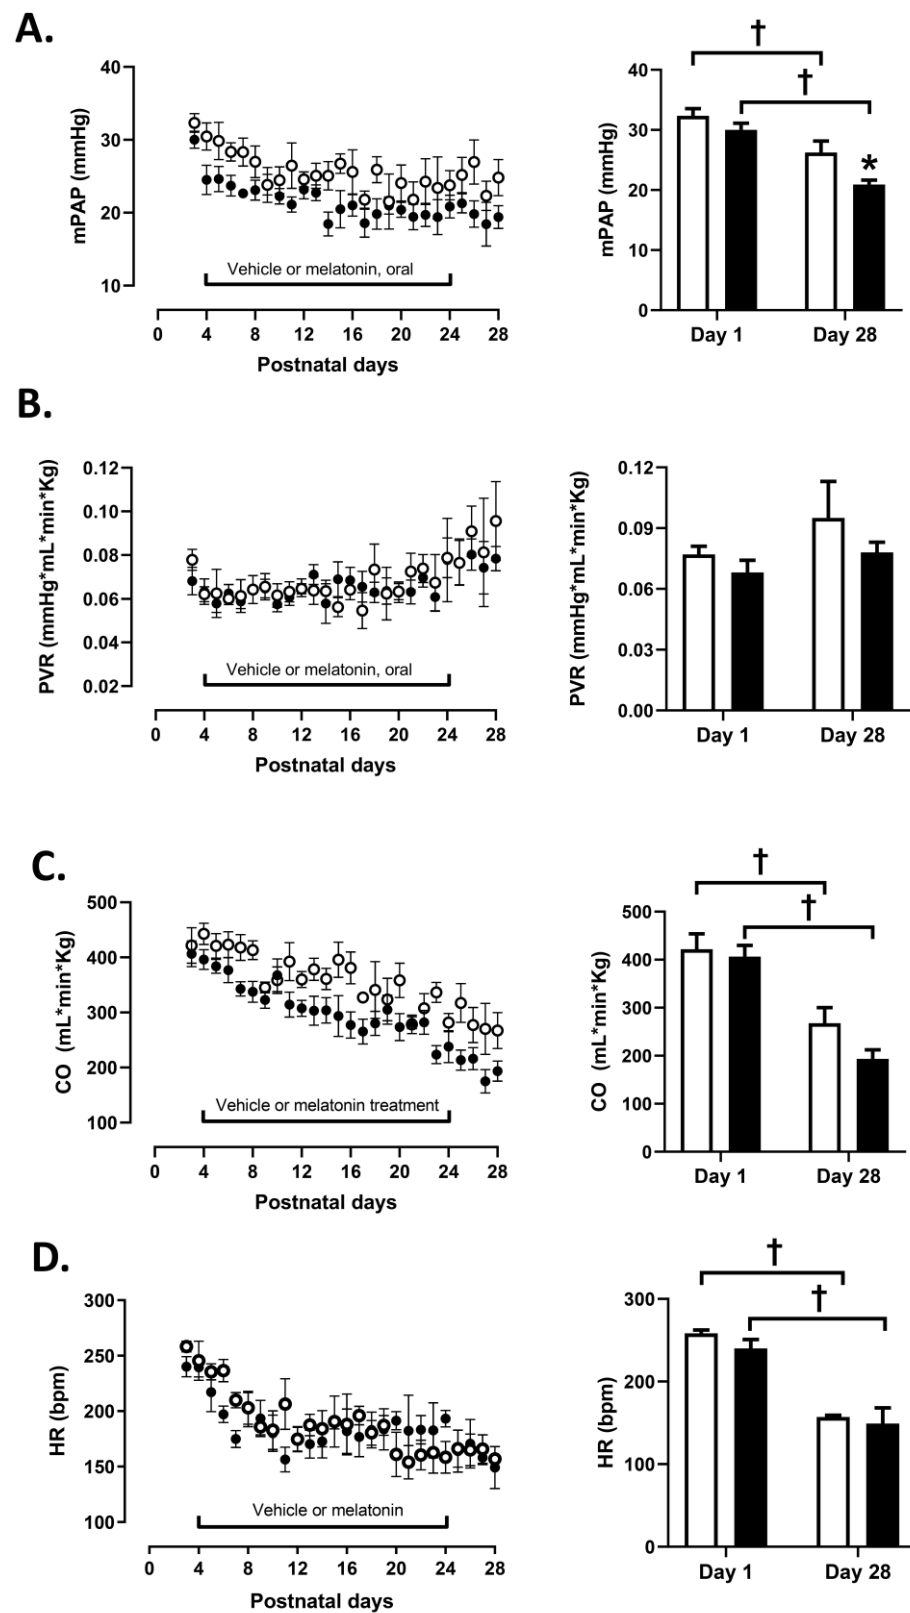 A.
mPAP (mmHg)
40
30
20
10
Vehicle or melatonin, oral
0 4 8 12 16 20 24 28
Postnatal days
mPAP (mmHg)
40
30
20
10
0
†
†
*
Day 1 Day 28
B.
PVR (mmHg*mL*min*Kg)
0.12
0.10
0.08
0.06
0.04
0.02
Vehicle or melatonin, oral
0 4 8 12 16 20 24 28
Postnatal days
PVR (mmHg*mL*min*Kg)
0.12
0.09
0.06
0.03
0.00
Day 1 Day 28
C.
CO (mL*min*Kg)
500
400
300
200
100
Vehicle or melatonin treatment
0 4 8 12 16 20 24 28
Postnatal days
CO (mL*min*Kg)
500
400
300
200
100
0
†
†
Day 1 Day 28
D.
HR (bpm)
300
250
200
150
100
Vehicle or melatonin
0 4 8 12 16 20 24 28
Postnatal days
HR (bpm)
300
200
100
0
†
†
Day 1 Day 28